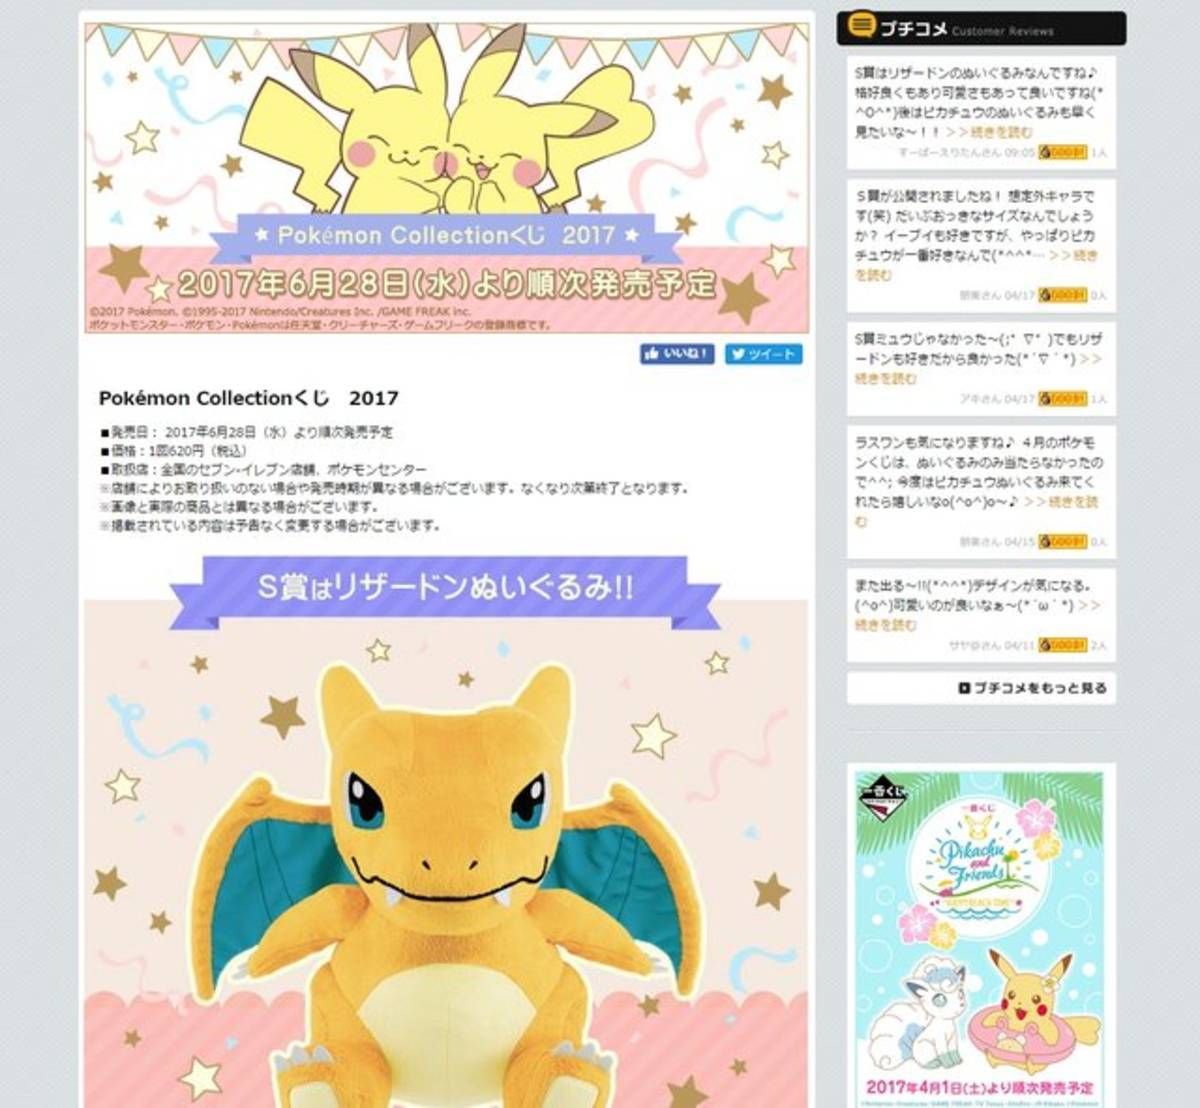 Pokémon Collectionくじ 2017
2017年6月28日(水)より順次発売予定
©2017 Pokémon. ©1995-2017 Nintendo/Creatures Inc. /GAME FREAK inc.
ポケットモンスター・ポケモン・Pokémonは任天堂・クリーチャーズ・ゲームフリークの登録商標です。
いいね！
ツイート
Pokémon Collectionくじ　2017
■発売日： 2017年6月28日（水）より順次発売予定
■価格：1回620円（税込）
■取扱店：全国のセブン-イレブン店舗、ポケモンセンター
※店舗によりお取り扱いのない場合や発売時期が異なる場合がございます。なくなり次第終了となります。
※画像と実際の商品とは異なる場合がございます。
※掲載されている内容は予告なく変更する場合がございます。
S賞はリザードンぬいぐるみ!!
プチコメ Customer Reviews
S賞はリザードンのぬいぐるみなんですね♪
格好良くもあり可愛さもあって良いですね(*
^O^*)後はピカチュウのぬいぐるみも早く
見たいな～！！ >>続きを読む
すーぱーえりたんさん 09:05 1人
Ｓ賞が公開されましたね！ 想定外キャラで
す(笑) だいぶおっきなサイズなんでしょう
か？ イーブイも好きですが、やっぱりピカ
チュウが一番好きなんで(*^^*… >>続き
を読む
さん 04/17 0人
S賞ミュウじゃなかった～(;* ∇* )でもリザ
ードンも好きだから良かった(*´∇｀*) >>
続きを読む
アキさん 04/17 1人
ラスワンも気になりますね♪ ４月のポケモ
ンくじは、ぬいぐるみのみ当たらなかったの
で^^; 今度はピカチュウぬいぐるみ来てく
れたら嬉しいなo(^o^)o～♪ >>続きを読
む
さん 04/15 0人
また出る～!!(*^^*)デザインが気になる。
(^o^)可愛いのが良いなぁ～(*´ω｀*) >>
続きを読む
サヤ@さん 04/11 2人
プチコメをもっと見る
一番くじ
一番くじ
Pikachu
and
Friends
2017年4月1日(土)より順次発売予定